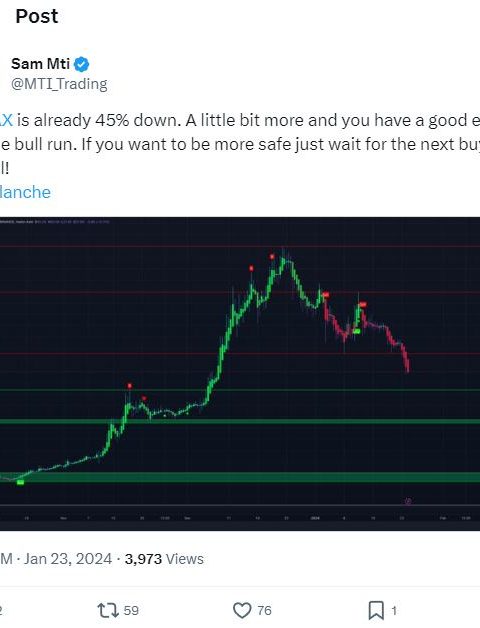 Post
Sam Mti
@MTI_Trading
X is already 45% down. A little bit more and you have a good e
e bull run. If you want to be more safe just wait for the next buy
l!
lanche
M · Jan 23, 2024 · 3,973 Views
2
59
76
1